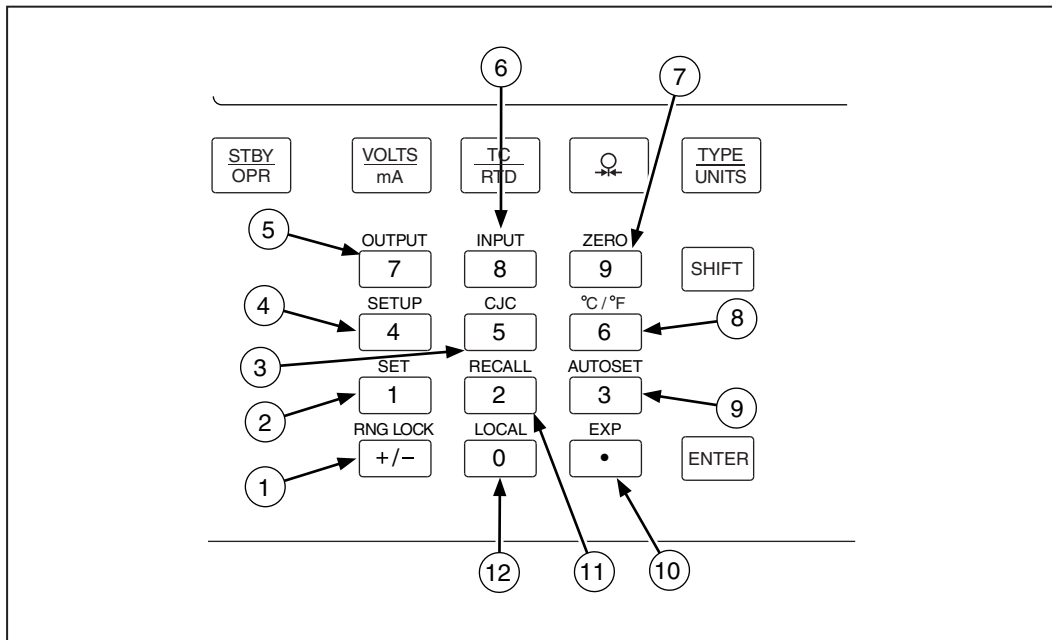 6
7
STBY
OPR
VOLTS
mA
TC
RTD
TYPE
UNITS
5
OUTPUT
7
INPUT
8
ZERO
9
SHIFT
4
SETUP
4
CJC
5
°C / °F
6
8
3
SET
1
RECALL
2
AUTOSET
3
9
2
RNG LOCK
+/−
LOCAL
0
EXP
•
ENTER
1
12
11
10